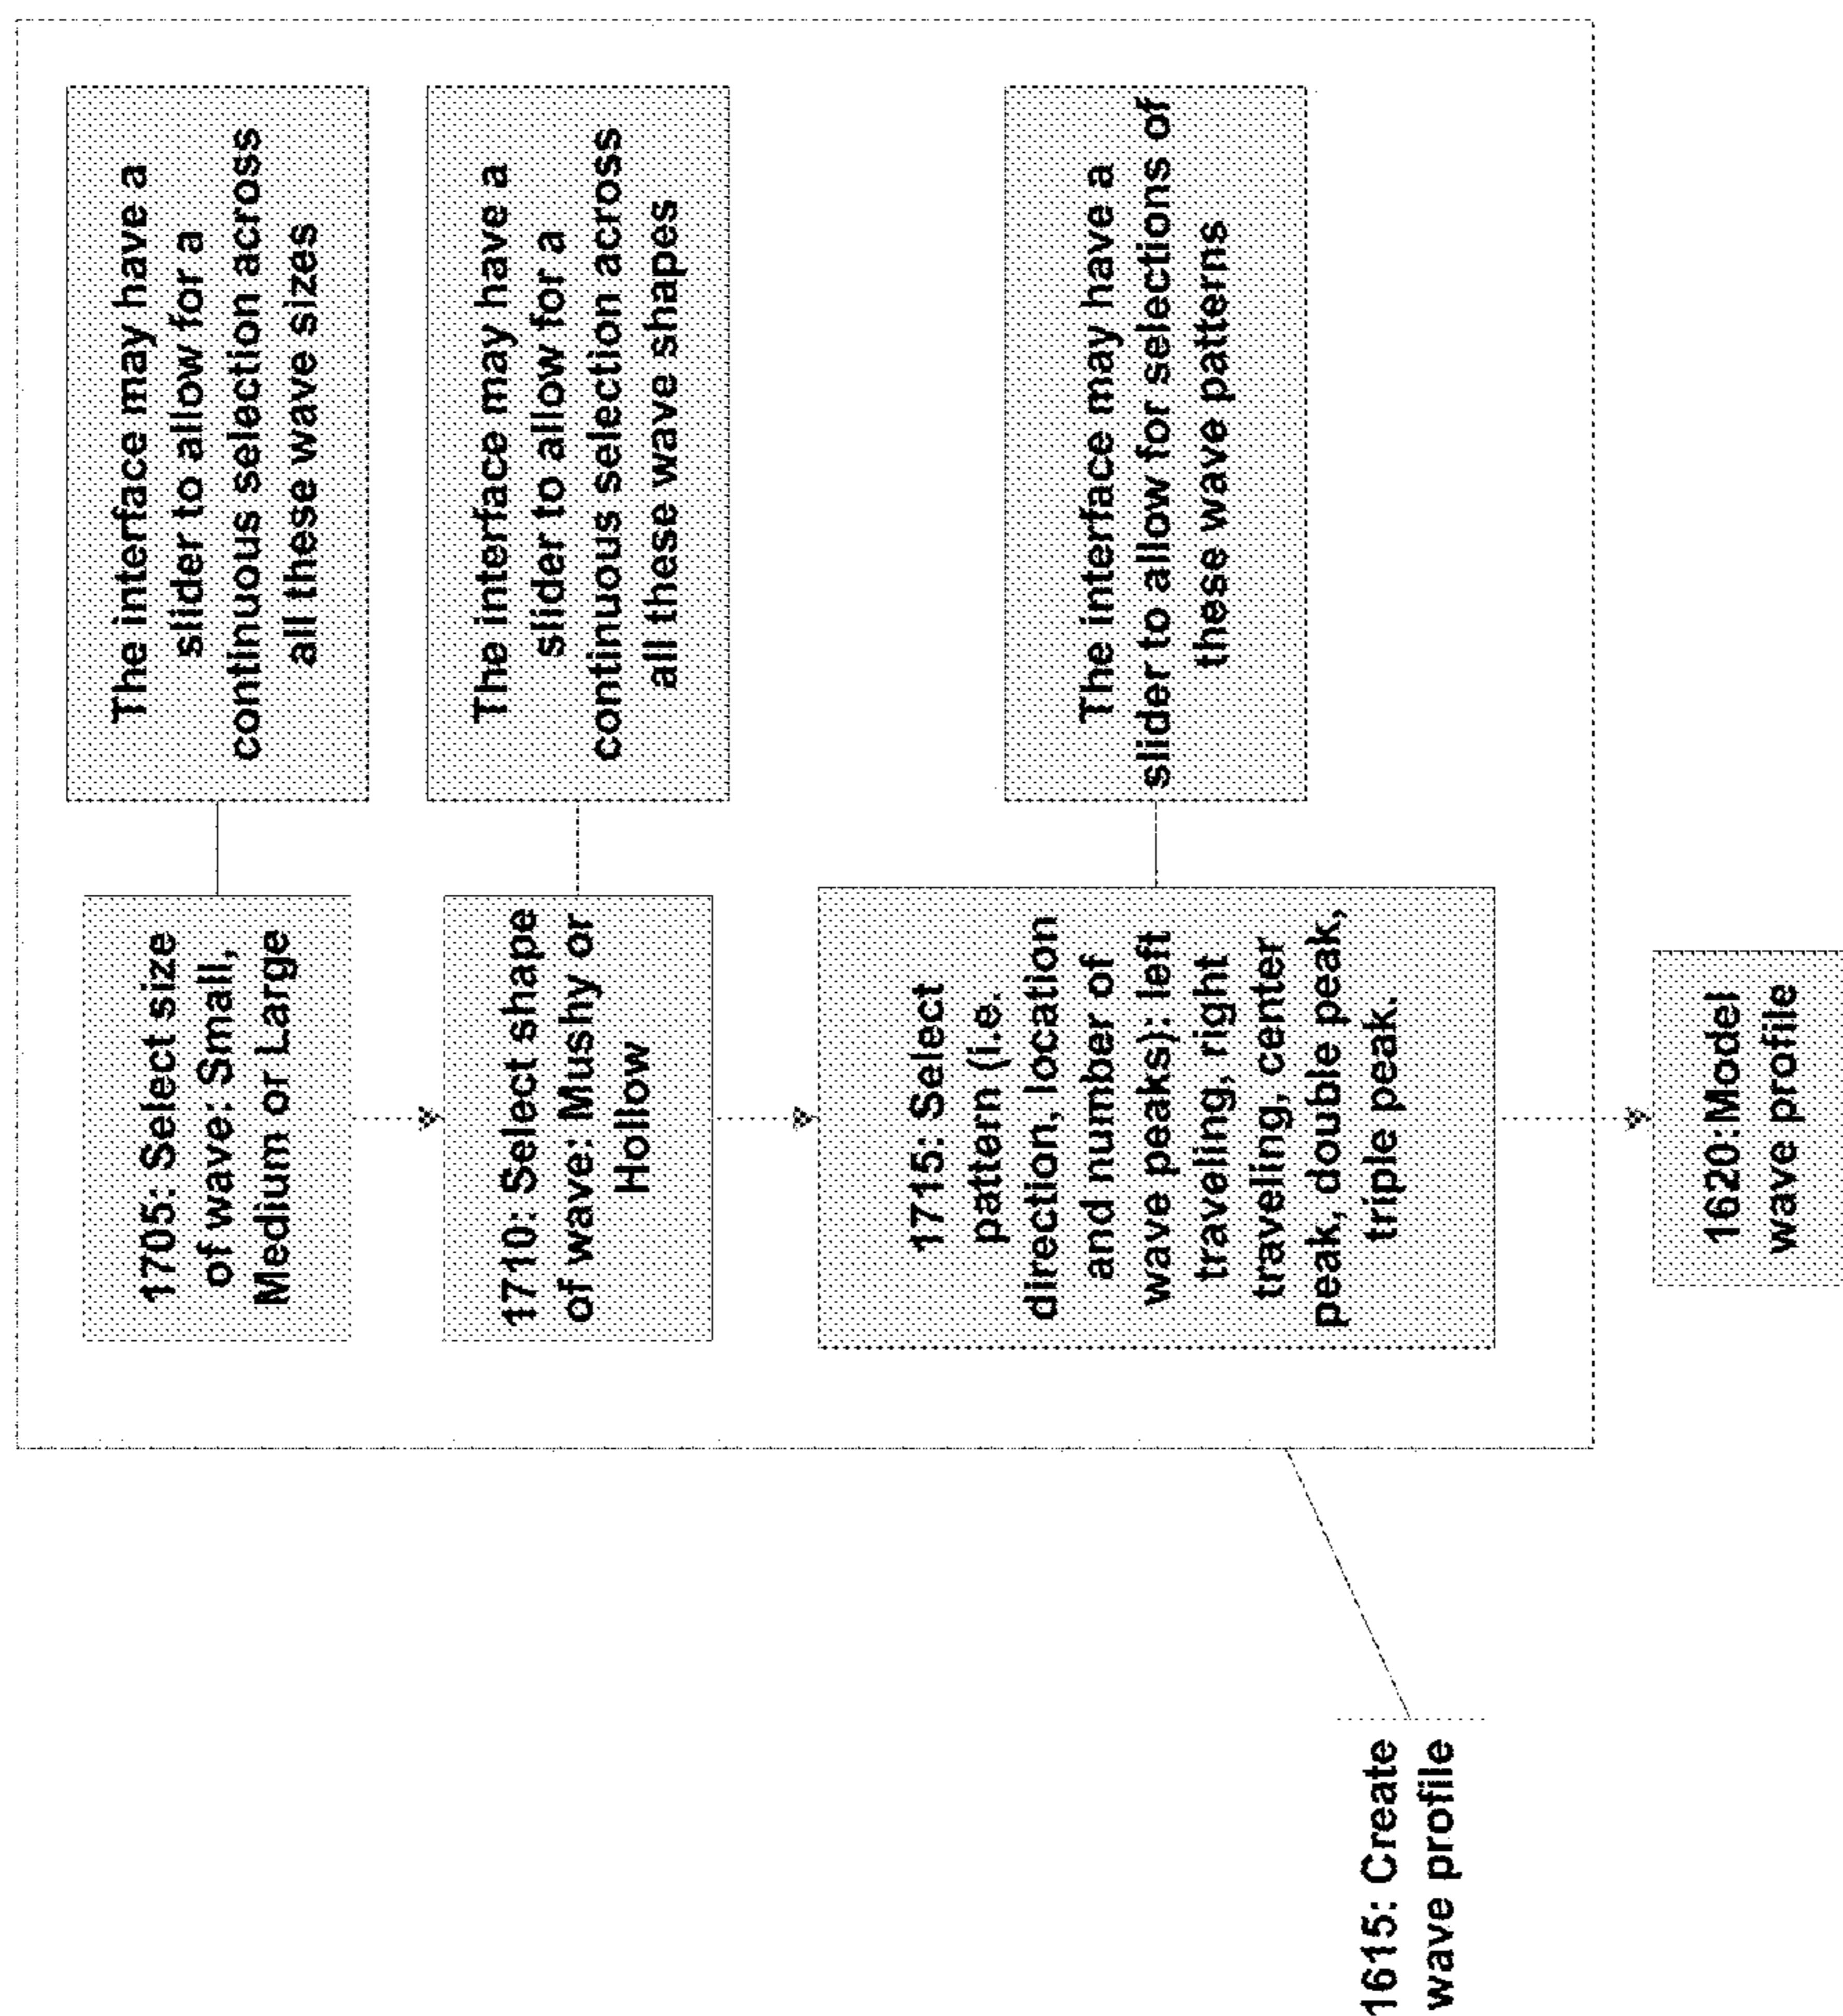 The interface may have a
slider to allow for a
continuous selection across
all these wave sizes
1705: Select size
of wave: Small,
Medium or Large
The interface may have a
slider to allow for a
continuous selection across
all these wave shapes
1710: Select shape
of wave: Mushy or
Hollow
The interface may have a
slider to allow for selections of
these wave patterns
1715: Select
pattern (i.e.
direction, location
and number of
wave peaks): left
traveling, right
traveling, center
peak, double peak,
triple peak.
1620:Model
wave profile
1615: Create
wave profile